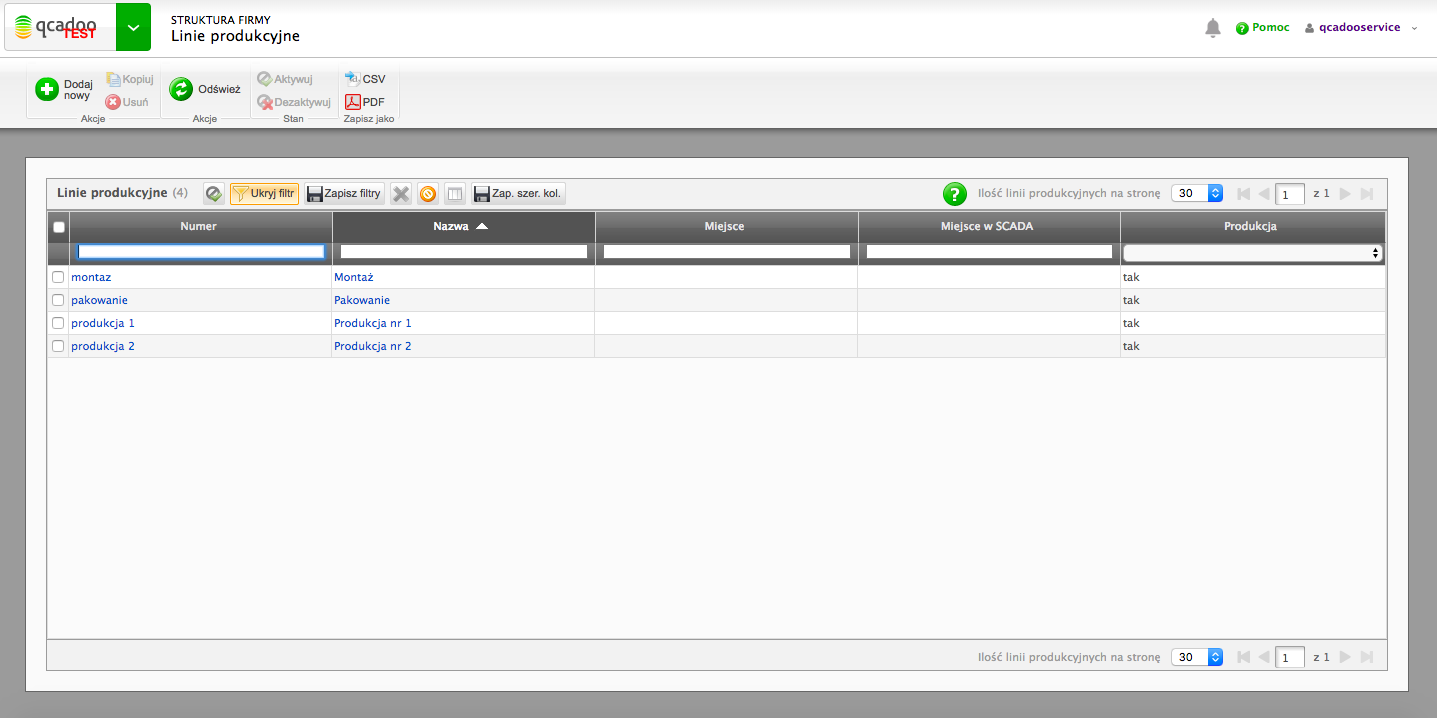 qcadoo
TEST
STRUKTURA FIRMY
Linie produkcyjne
Pomoc
qcadooservice
Dodaj nowy
Kopiuj
Usuń
Akcje
Odśwież
Akcje
Aktywuj
Dezaktywuj
Stan
CSV
PDF
Zapisz jako
Linie produkcyjne (4) Ukryj filtr Zapisz filtry Zap. szer. kol. Ilość linii produkcyjnych na stronę 30 1 z 1
Numer Nazwa Miejsce Miejsce w SCADA Produkcja
montaz Montaż tak
pakowanie Pakowanie tak
produkcja 1 Produkcja nr 1 tak
produkcja 2 Produkcja nr 2 tak
Ilość linii produkcyjnych na stronę 30 1 z 1